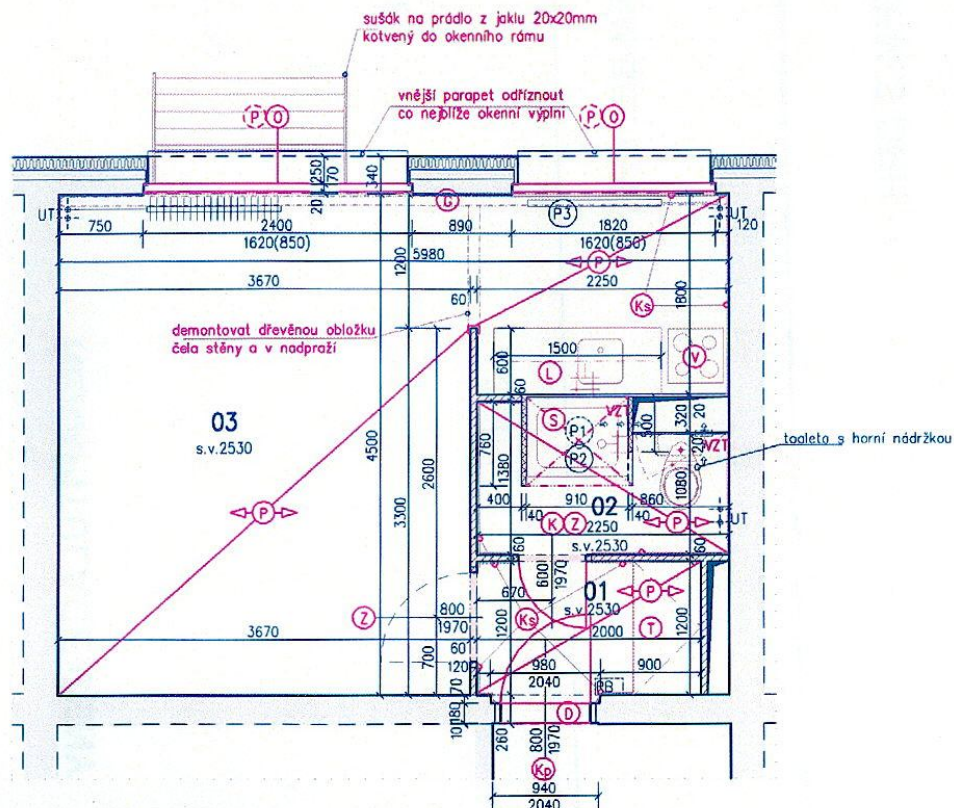 sušák na prádlo z jaklu 20x20mm
kotvený do okenního rámu
vnější parapet odříznout
co nejblíže okenní výplni
P O
P O
250
70
340
20
UT
G
P3
UT
750
2400
890
1820
120
1620(850)
1620(850)
5980
1200
P
3670
2250
60
Ks
1800
demontovat dřevěnou obložku
čela stěny a v nadpraží
1500
600
L
V
60
03
s.v.2530
S
P1
P2
VZT
900
320
20
VZT
20
toaleta s horní nádržkou
4500
2600
760
1380
1080
400
910
860
40
40
02
3300
P
K Z
P
UT
2250
s.v.2530
60
60
600
1970
01
s.v.2530
P
670
Z
800
1970
Ks
1200
2000
T
1200
3670
60
120
700
980
2040
900
RB
70
180
10
260
D
800
1970
Kp
940
2040